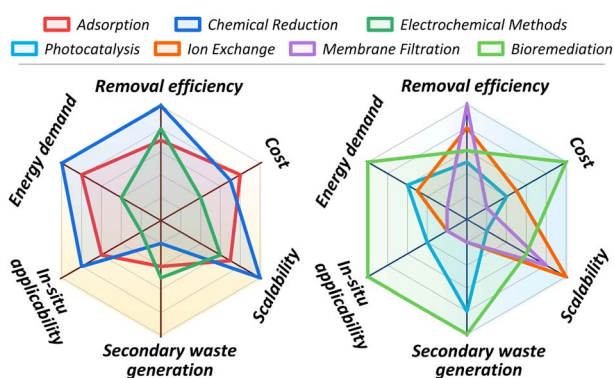 Adsorption Chemical Reduction Electrochemical Methods
Photocatalysis Ion Exchange Membrane Filtration Bioremediation
Removal efficiency
Cost
Scalability
Secondary waste
generation
In-situ
applicability
Energy demand
Removal efficiency
Cost
Scalability
Secondary waste
generation
In-situ
applicability
Energy demand